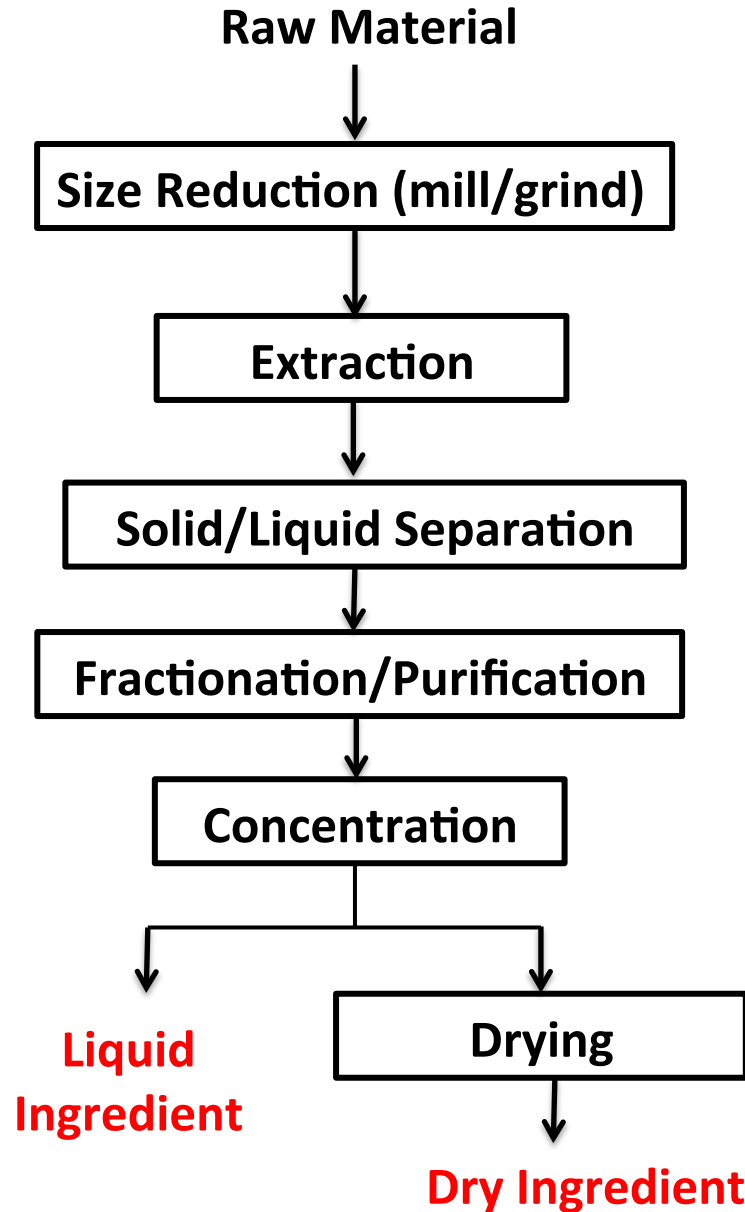 Raw Material
Size Reduction (mill/grind)
Extraction
Solid/Liquid Separation
Fractionation/Purification
Concentration
Liquid
Ingredient
Drying
Dry Ingredient